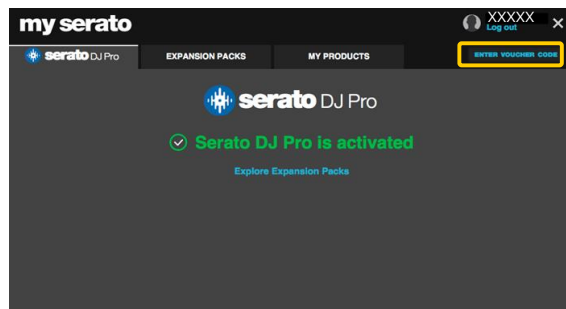 my serato
XXXXX
Log out
serato DJ Pro
EXPANSION PACKS
MY PRODUCTS
ENTER VOUCHER CODE
serato DJ Pro
Serato DJ Pro is activated
Explore Expansion Packs